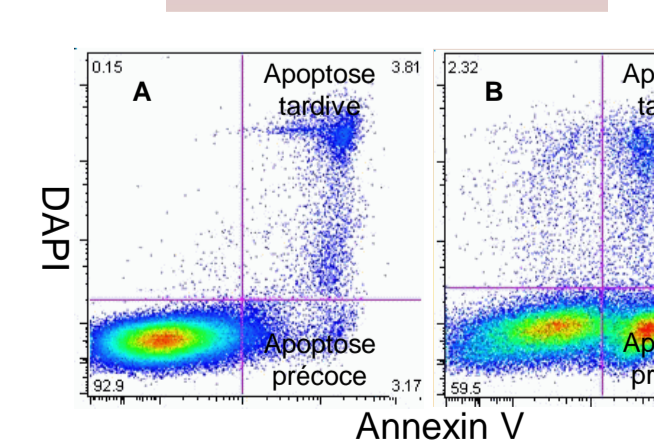 0.15
A
Apoptose
tardive
3.81
2.32
B
DAPI
Apoptose
précoce
92.9
3.17
59.5
Annexin V